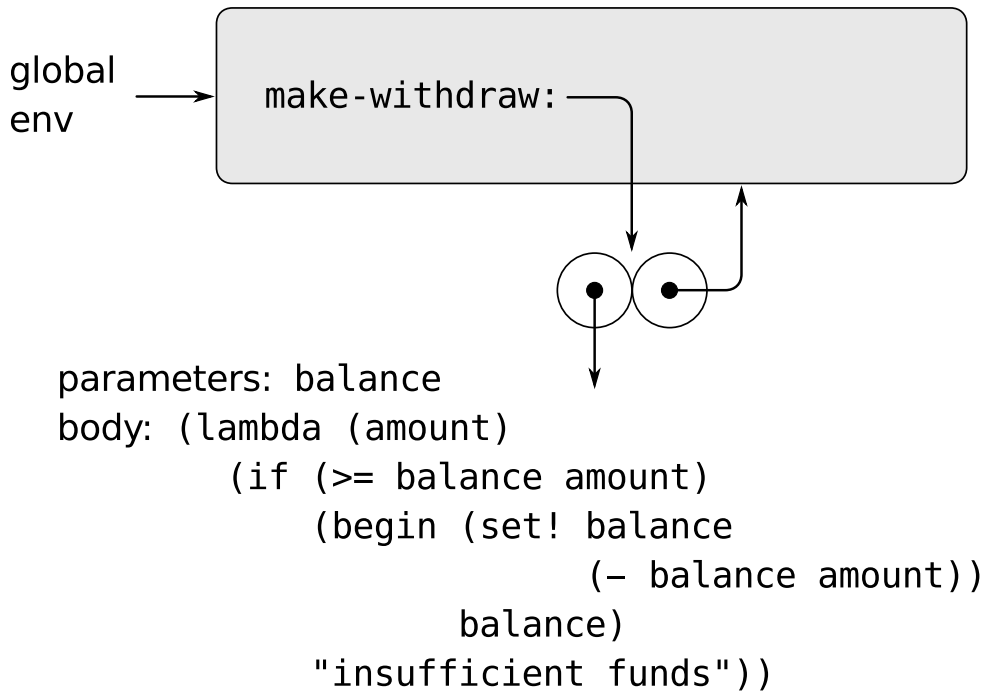 global
env
make-withdraw:
parameters: balance
body: (lambda (amount)
(if (>= balance amount)
(begin (set! balance
(− balance amount))
balance)
"insufficient funds"))